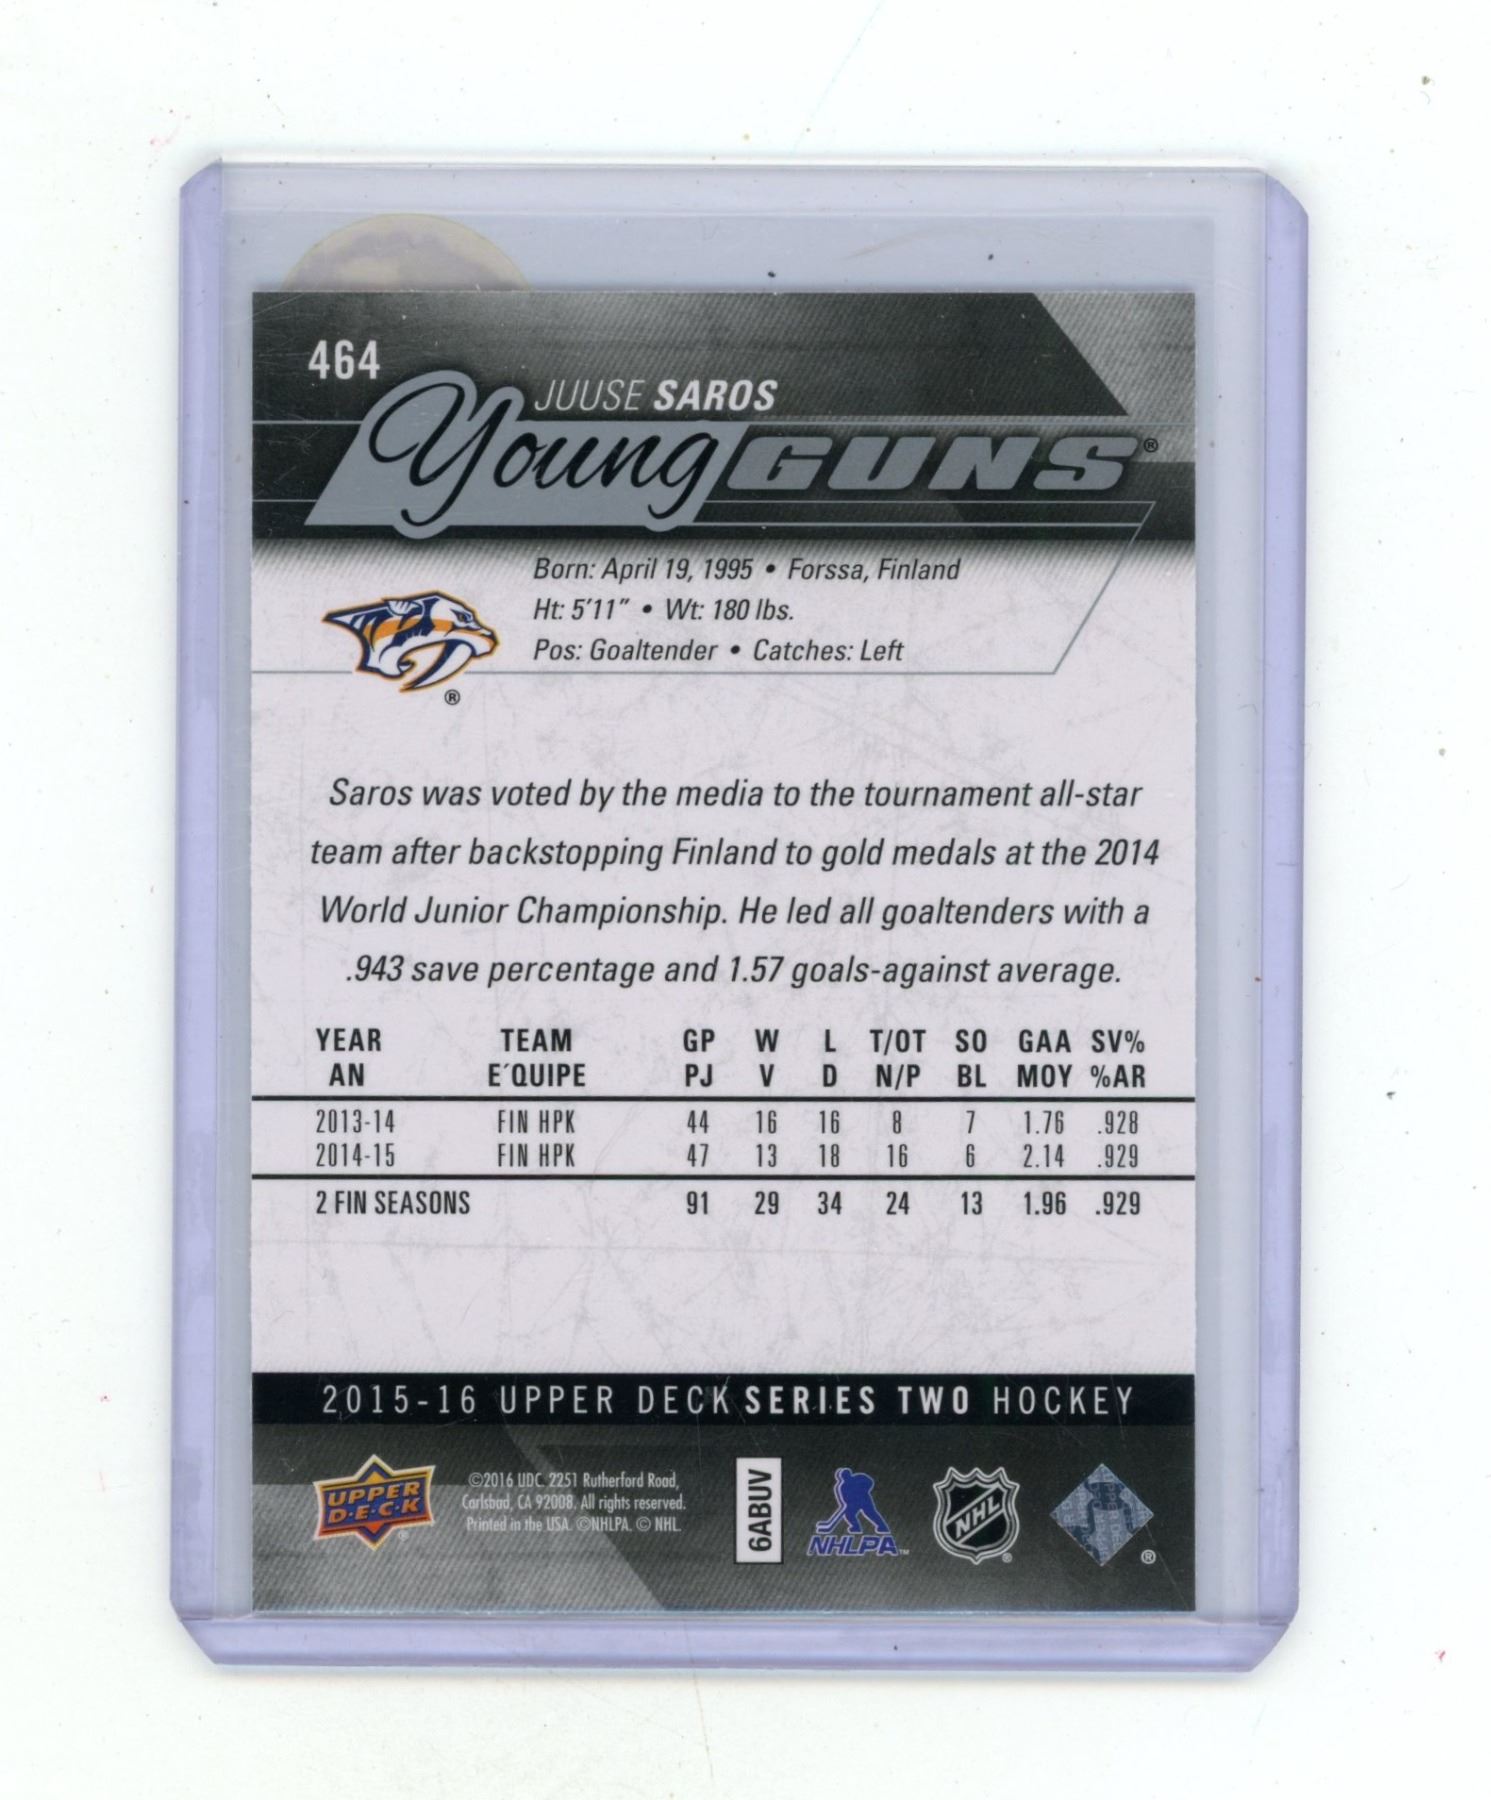 464
JUUSE SAROS
Young GUNS®
Born: April 19, 1995 • Forssa, Finland
Ht: 5'11" • Wt: 180 lbs.
Pos: Goaltender • Catches: Left
®
Saros was voted by the media to the tournament all-star
team after backstopping Finland to gold medals at the 2014
World Junior Championship. He led all goaltenders with a
.943 save percentage and 1.57 goals-against average.
YEAR TEAM GP W L T/OT SO GAA SV%
AN E´QUIPE PJ V D N/P BL MOY %AR
2013-14 FIN HPK 44 16 16 8 7 1.76 .928
2014-15 FIN HPK 47 13 18 16 6 2.14 .929
2 FIN SEASONS 91 29 34 24 13 1.96 .929
2015-16 UPPER DECK SERIES TWO HOCKEY
UPPER
D·E·C·K
®
©2016 UDC. 2251 Rutherford Road,
Carlsbad, CA 92008. All rights reserved.
Printed in the USA. ©NHLPA. © NHL.
6ABUV
NHLPA™
NHL
®
®